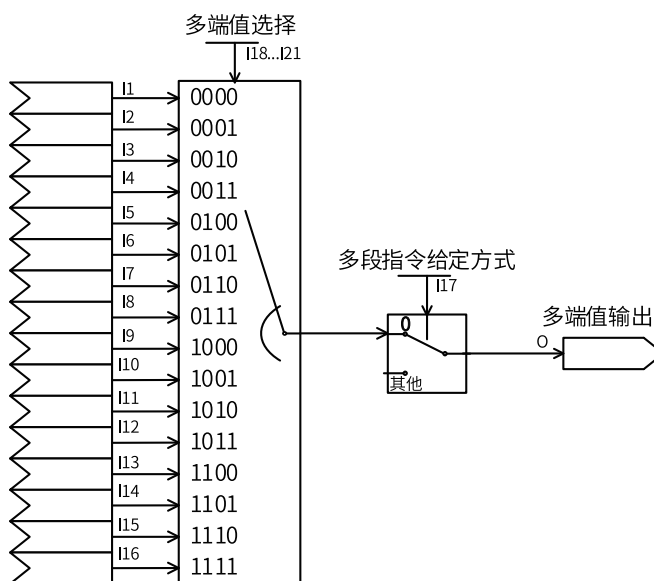 多端值选择
I18...I21
I1 0000
I2 0001
I3 0010
I4 0011
I5 0100
I6 0101
I7 0110
I8 0111
I9 1000
I10 1001
I11 1010
I12 1011
I13 1100
I14 1101
I15 1110
I16 1111
多段指令给定方式
I17
0
其他
多端值输出
O